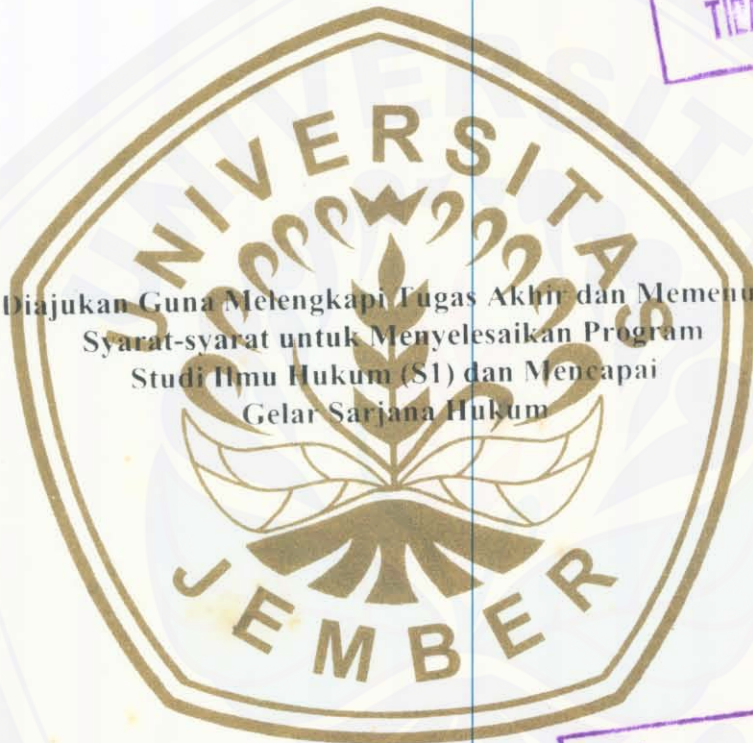 UNIVERSITAS
Diajukan Guna Melengkapi Tugas Akhir dan Memenu
Syarat-syarat untuk Menyelesaikan Program
Studi Ilmu Hukum (S1) dan Mencapai
Gelar Sarjana Hukum
JEMBER